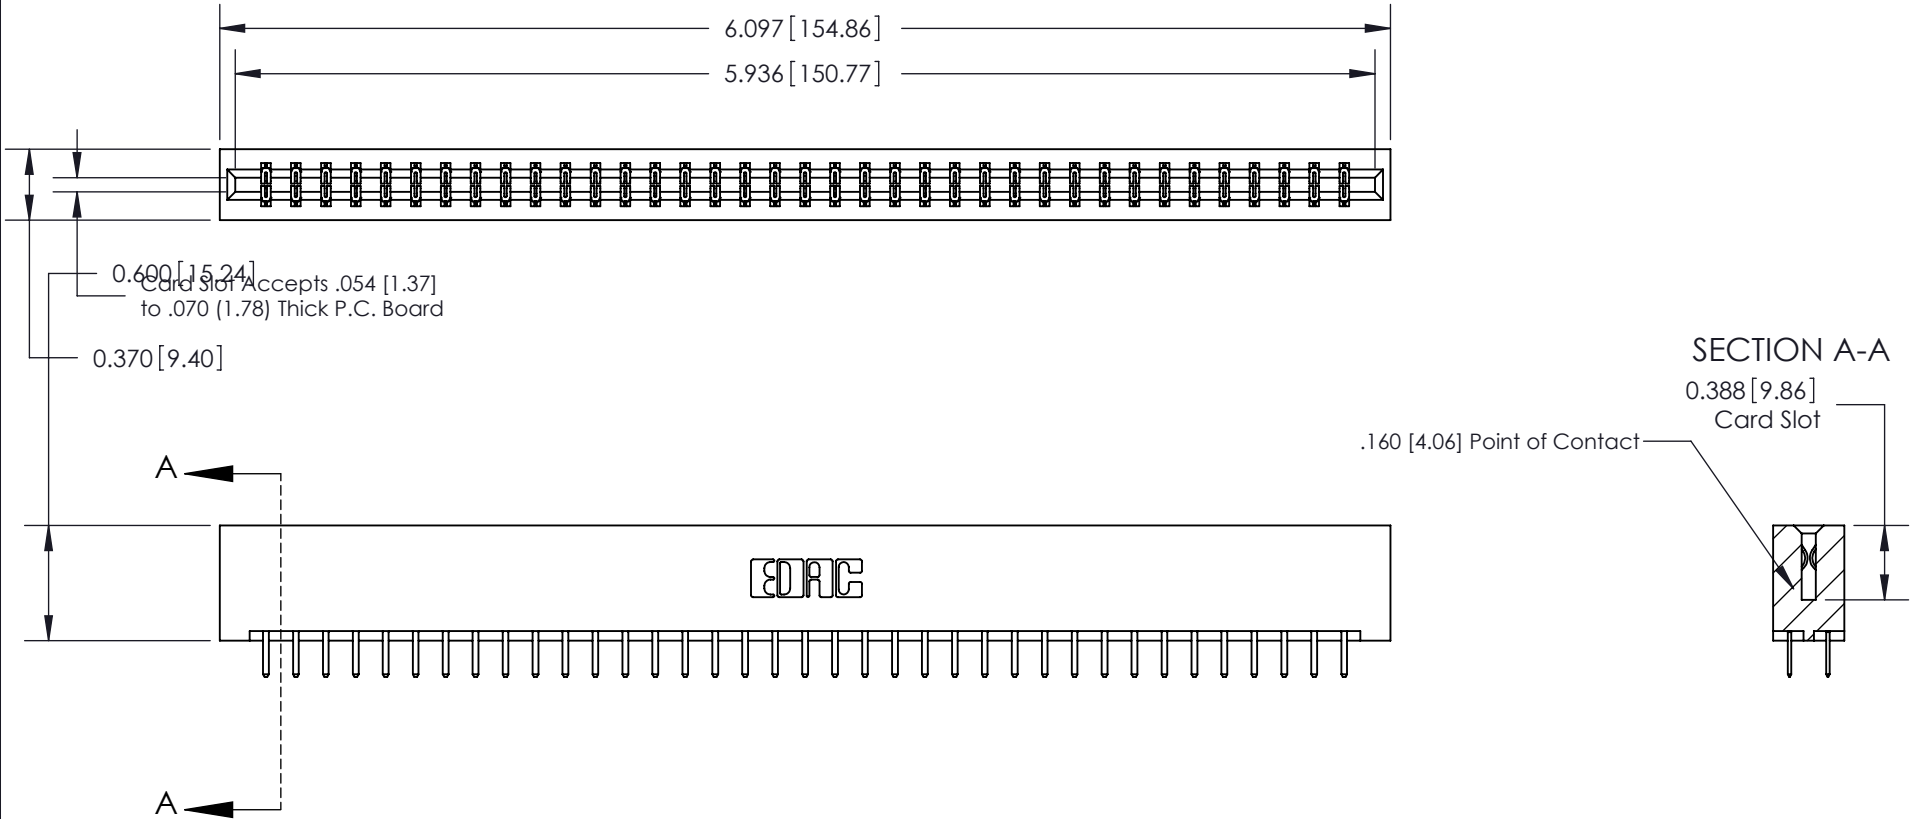 6.097 [154.86]
5.936 [150.77]
0.600 [15.24]
Card Slot Accepts .054 [1.37]
to .070 (1.78) Thick P.C. Board
0.370 [9.40]
SECTION A-A
0.388 [9.86]
Card Slot
.160 [4.06] Point of Contact
A
EDAC
A